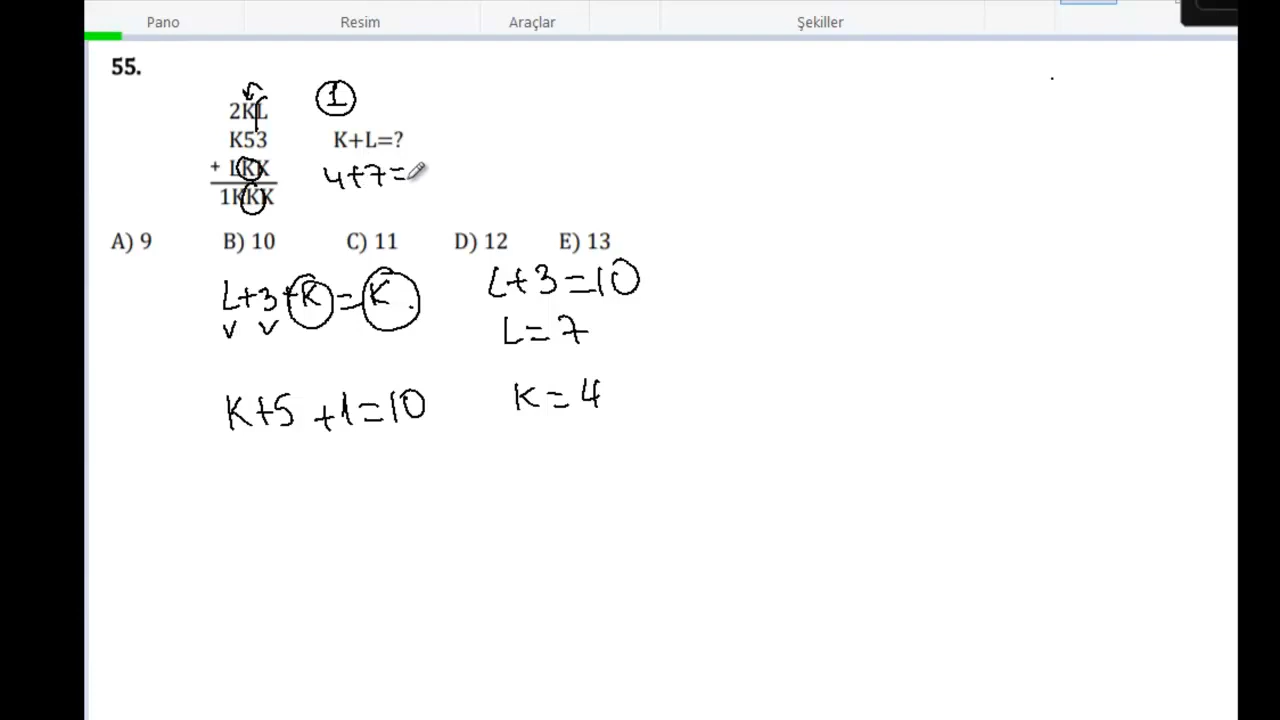 Pano Resim Araçlar Şekiller
55.
2KL 1
K53 K+L=?
+ LKK 4+7=
1KKK
A) 9 B) 10 C) 11 D) 12 E) 13
L+3+K=K. L+3=10
L=7
K+5+1=10 K=4